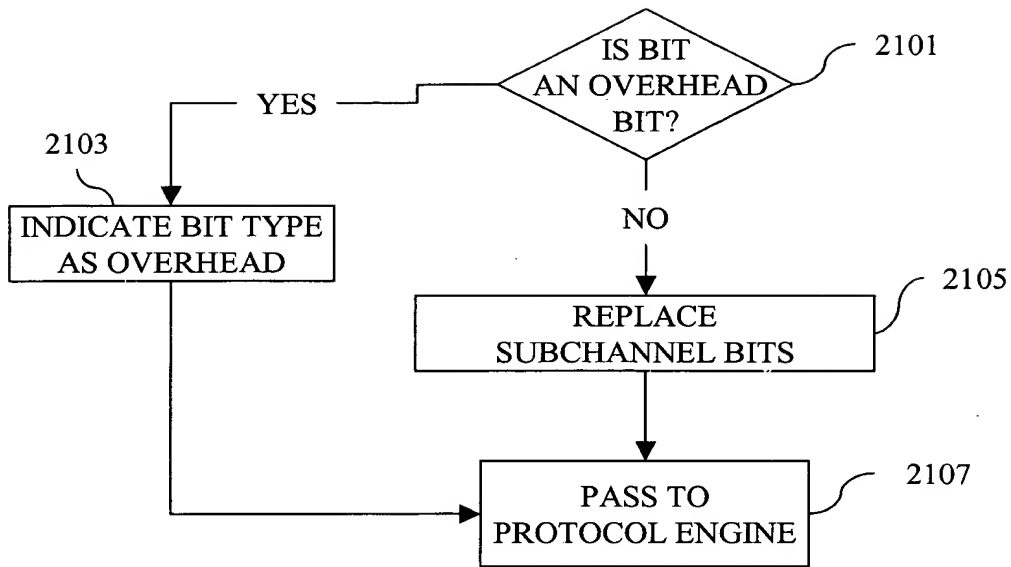 IS BIT
AN OVERHEAD
BIT?
2101
YES
2103
INDICATE BIT TYPE
AS OVERHEAD
NO
2105
REPLACE
SUBCHANNEL BITS
2107
PASS TO
PROTOCOL ENGINE